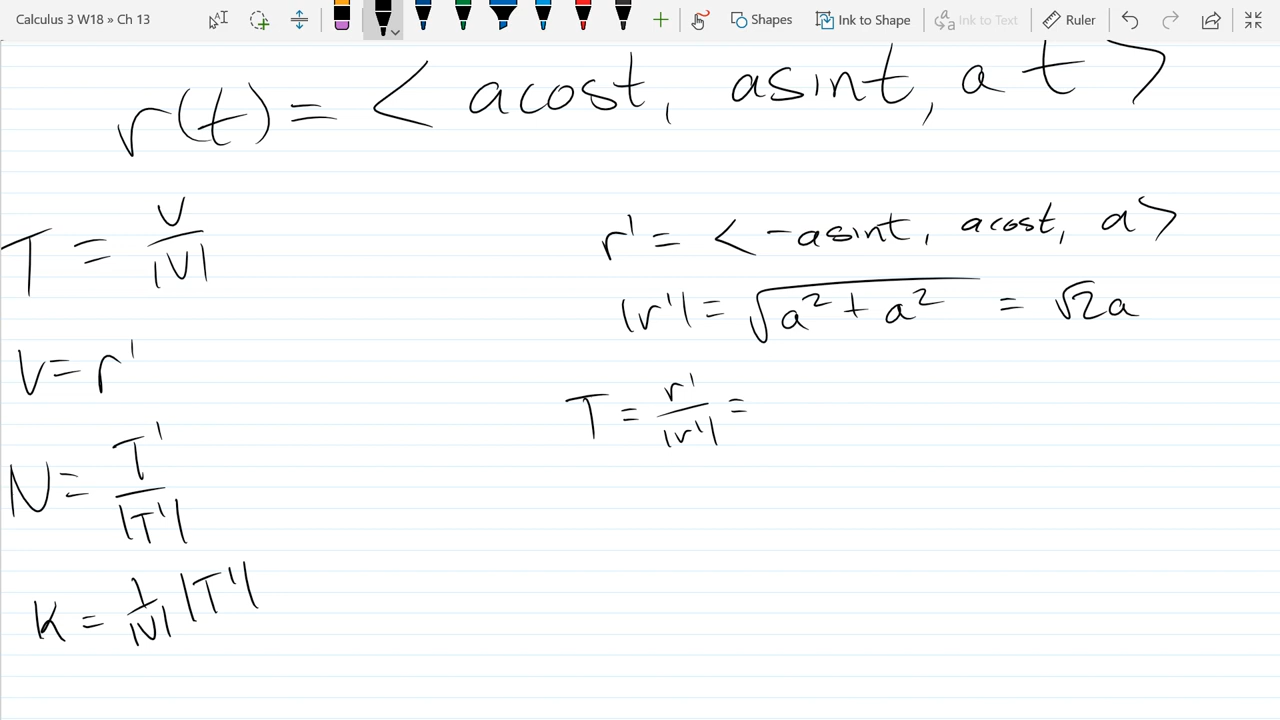 Calculus 3 W18 » Ch 13
Shapes
Ink to Shape
Ink to Text
Ruler
r(t) = < acost, asint, at >
T = V/|V|
V = r'
N = T'/|T'|
K = 1/|V| |T'|
r' = < -asint, acost, a >
|r'| = √(a² + a²) = √2a
T = r'/|r'| =